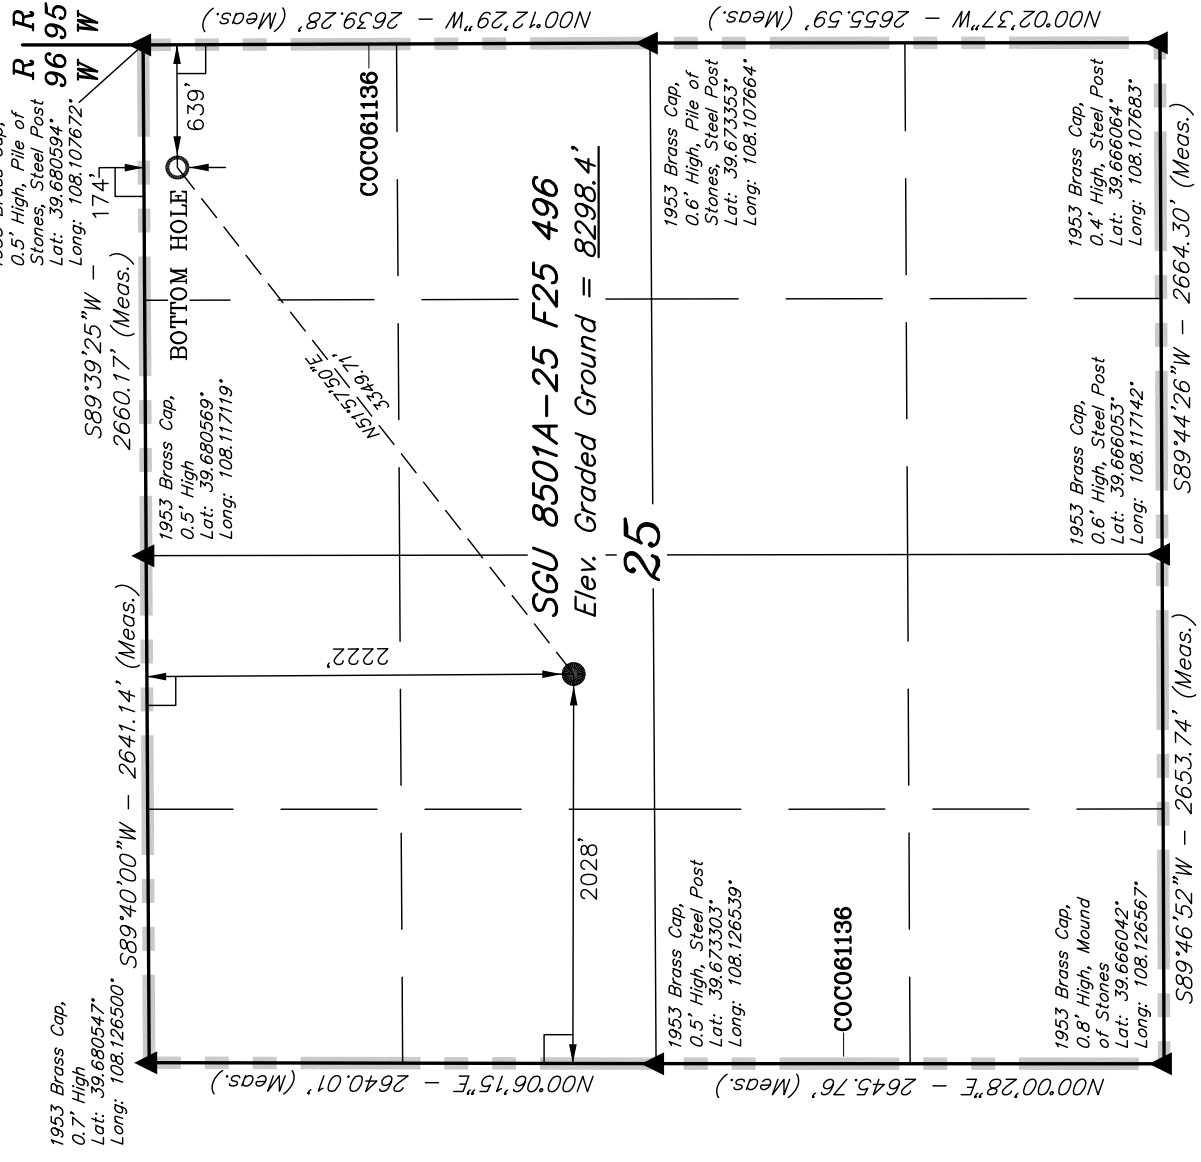 1953 Brass Cap,
0.7' High
Lat: 39.680547°
Long: 108.126500°
S89°40'00"W - 2641.14' (Meas.)
S89°39'25"W -
2660.17' (Meas.)
174'
0.5' High, Pile of
Stones, Steel Post
Lat: 39.680594°
Long: 108.107672°
R R
96 95
W W
1953 Brass Cap,
0.5' High
Lat: 39.680569°
Long: 108.117119°
BOTTOM HOLE
639'
N00°12'29"W - 2639.28' (Meas.)
COC061136
N51°57'50"E
3349.71'
2222'
2028'
N00°06'15"E - 2640.01' (Meas.)
SGU 8501A-25 F25 496
Elev. Graded Ground = 8298.4'
25
1953 Brass Cap,
0.5' High, Steel Post
Lat: 39.673303°
Long: 108.126539°
1953 Brass Cap,
0.6' High, Pile of
Stones, Steel Post
Lat: 39.673353°
Long: 108.107664°
N00°02'37"W - 2655.59' (Meas.)
COC061136
N00°00'28"E - 2645.76' (Meas.)
1953 Brass Cap,
0.8' High, Mound
of Stones
Lat: 39.666042°
Long: 108.126567°
1953 Brass Cap,
0.6' High, Steel Post
Lat: 39.666053°
Long: 108.117142°
1953 Brass Cap,
0.4' High, Steel Post
Lat: 39.666064°
Long: 108.107683°
S89°46'52"W - 2653.74' (Meas.)
S89°44'26"W - 2664.30' (Meas.)